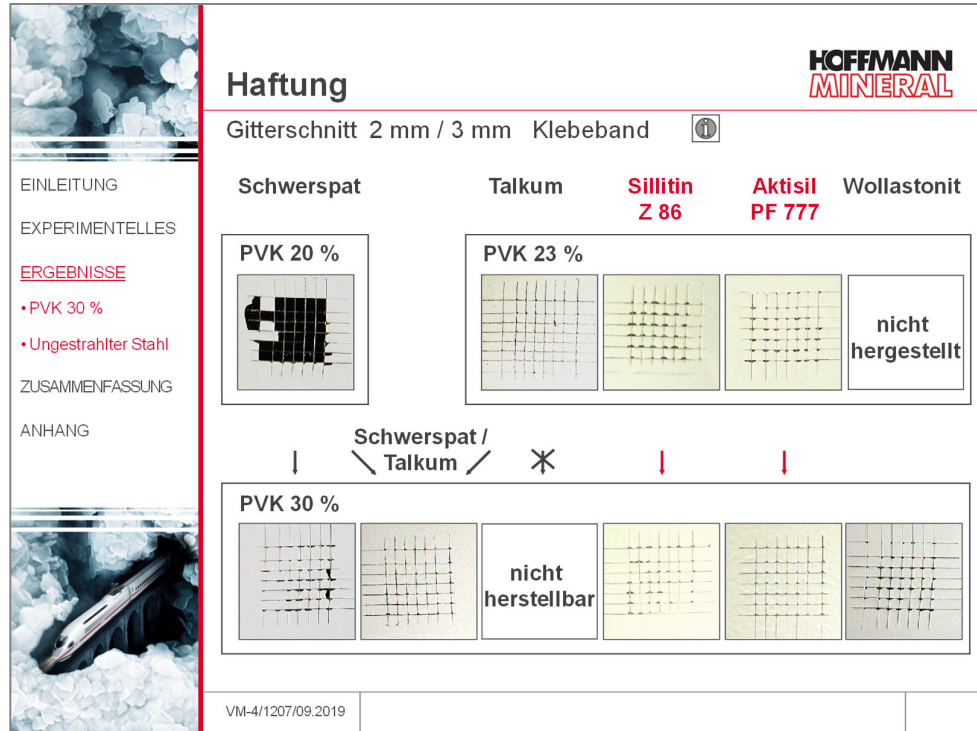 HOFFMANN
MINERAL
Haftung
Gitterschnitt 2 mm / 3 mm Klebeband
EINLEITUNG
EXPERIMENTELLES
ERGEBNISSE
• PVK 30 %
• Ungestrahlter Stahl
ZUSAMMENFASSUNG
ANHANG
Schwerspat
Talkum
Sillitin
Z 86
Aktisil
PF 777
Wollastonit
PVK 20 %
PVK 23 %
nicht
hergestellt
Schwerspat /
Talkum
PVK 30 %
nicht
herstellbar
VM-4/1207/09.2019